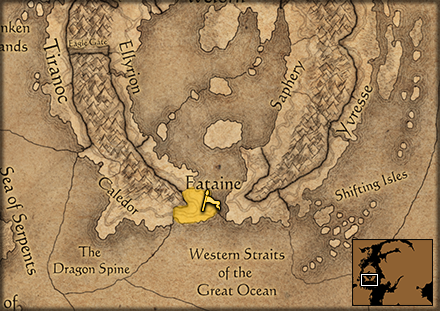 nken
ands
Eagle Gate
Tiranoc
Ellyrion
Saphery
Yvresse
Eataine
Caledor
Shifting Isles
Sea of Serpents
The
Dragon Spine
Western Straits
of the
Great Ocean
of